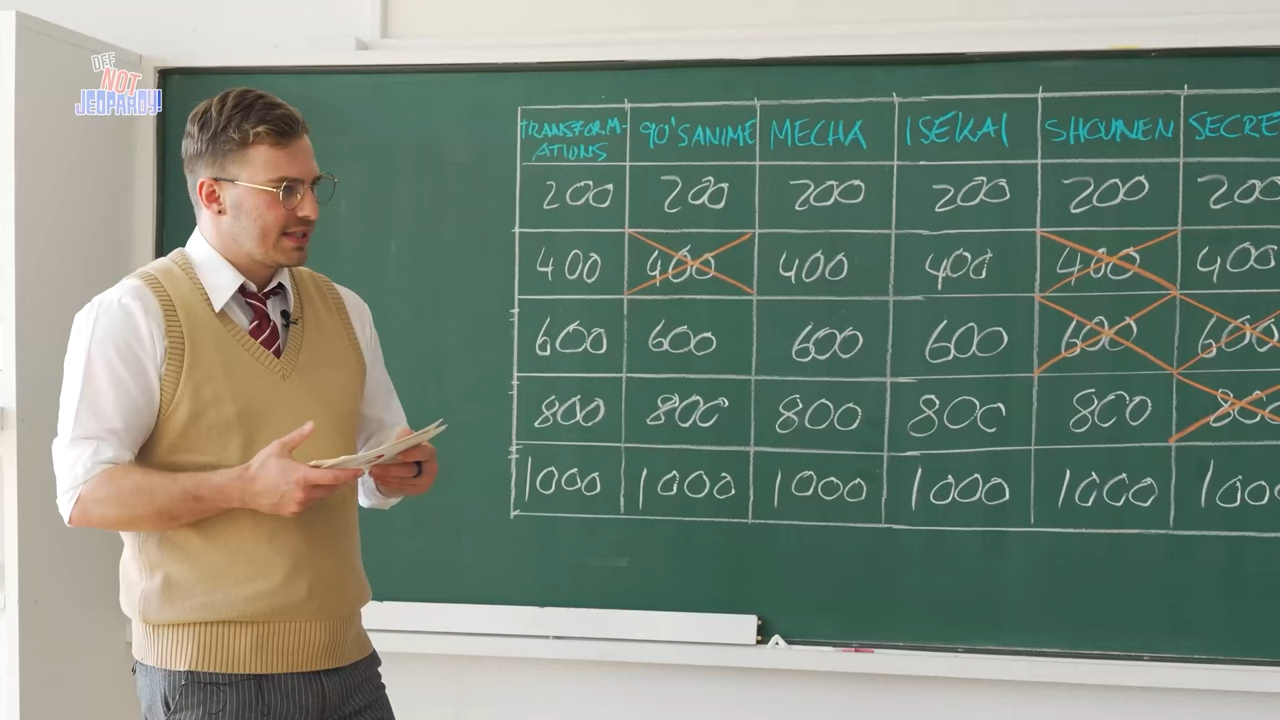 DEF
NOT
JEOPARDY!
TRANSFORM-
ATIONS
90'S ANIME
MECHA
ISEKAI
SHOUNEN
SECRE
200 200 200 200 200 200
400 400 400 400 400 400
600 600 600 600 600 600
800 800 800 800 800 800
1000 1000 1000 1000 1000 1000